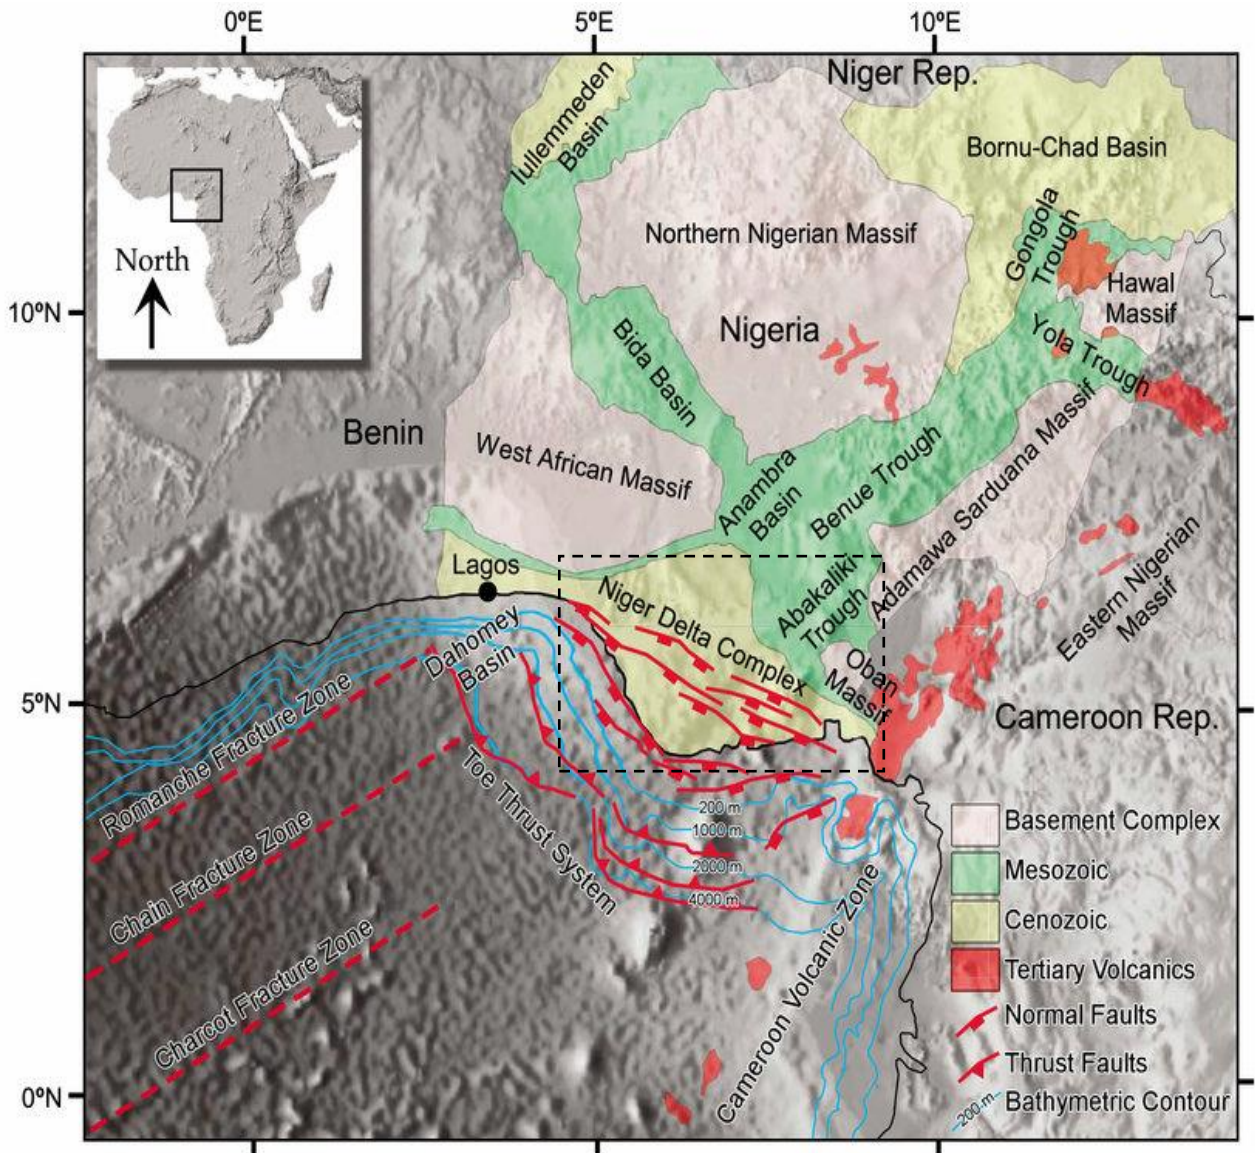 0ºE
5ºE
10ºE
Niger Rep.
Iullemmeden
Basin
Bornu-Chad Basin
Northern Nigerian Massif
Gongola
Trough
North
Hawal
Massif
10ºN
Nigeria
Yola Trough
Bida Basin
Benin
West African Massif
Anambra
Basin
Benue Trough
Adamawa Sarduana Massif
Lagos
Niger Delta Complex
Abakaliki
Trough
Eastern Nigerian
Massif
Dahomey
Basin
Oban
Massif
5ºN
Cameroon Rep.
Romanche Fracture Zone
Toe Thrust System
200 m
1000 m
2000 m
4000 m
Chain Fracture Zone
Charcot Fracture Zone
Cameroon Volcanic Zone
Basement Complex
Mesozoic
Cenozoic
Tertiary Volcanics
Normal Faults
Thrust Faults
200 m
Bathymetric Contour
0ºN